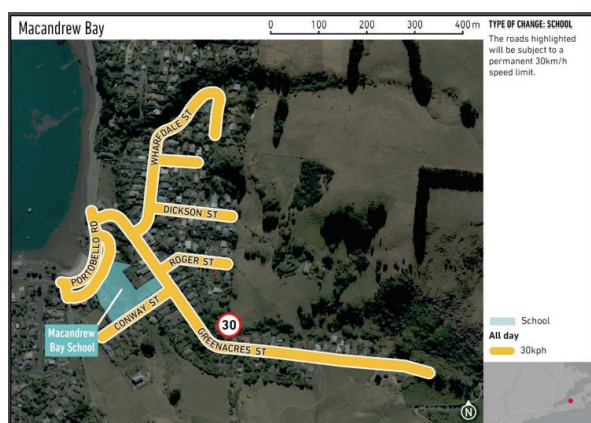 Macandrew Bay
0 100 200 300 400 m
TYPE OF CHANGE: SCHOOL
The roads highlighted
will be subject to a
permanent 30km/h
speed limit.
WHARFDALE ST
DICKSON ST
PORTOBELLO RD
ROGER ST
CONWAY ST
Macandrew
Bay School
30
GREENACRES ST
School
All day
30kph
N